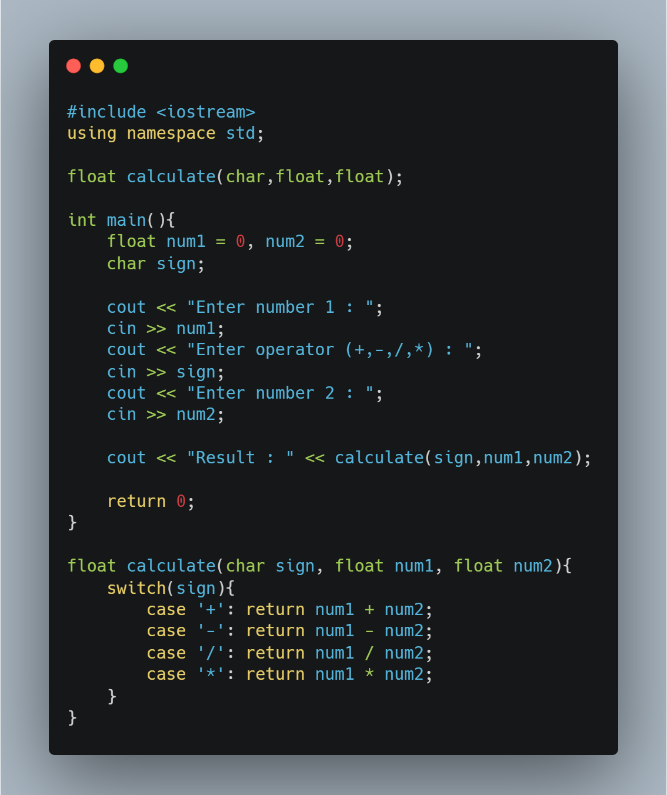 #include <iostream>
using namespace std;

float calculate(char,float,float);

int main(){
    float num1 = 0, num2 = 0;
    char sign;

    cout << "Enter number 1 : ";
    cin >> num1;
    cout << "Enter operator (+,-,/,*) : ";
    cin >> sign;
    cout << "Enter number 2 : ";
    cin >> num2;

    cout << "Result : " << calculate(sign,num1,num2);

    return 0;
}

float calculate(char sign, float num1, float num2){
    switch(sign){
        case '+': return num1 + num2;
        case '-': return num1 - num2;
        case '/': return num1 / num2;
        case '*': return num1 * num2;
    }
}